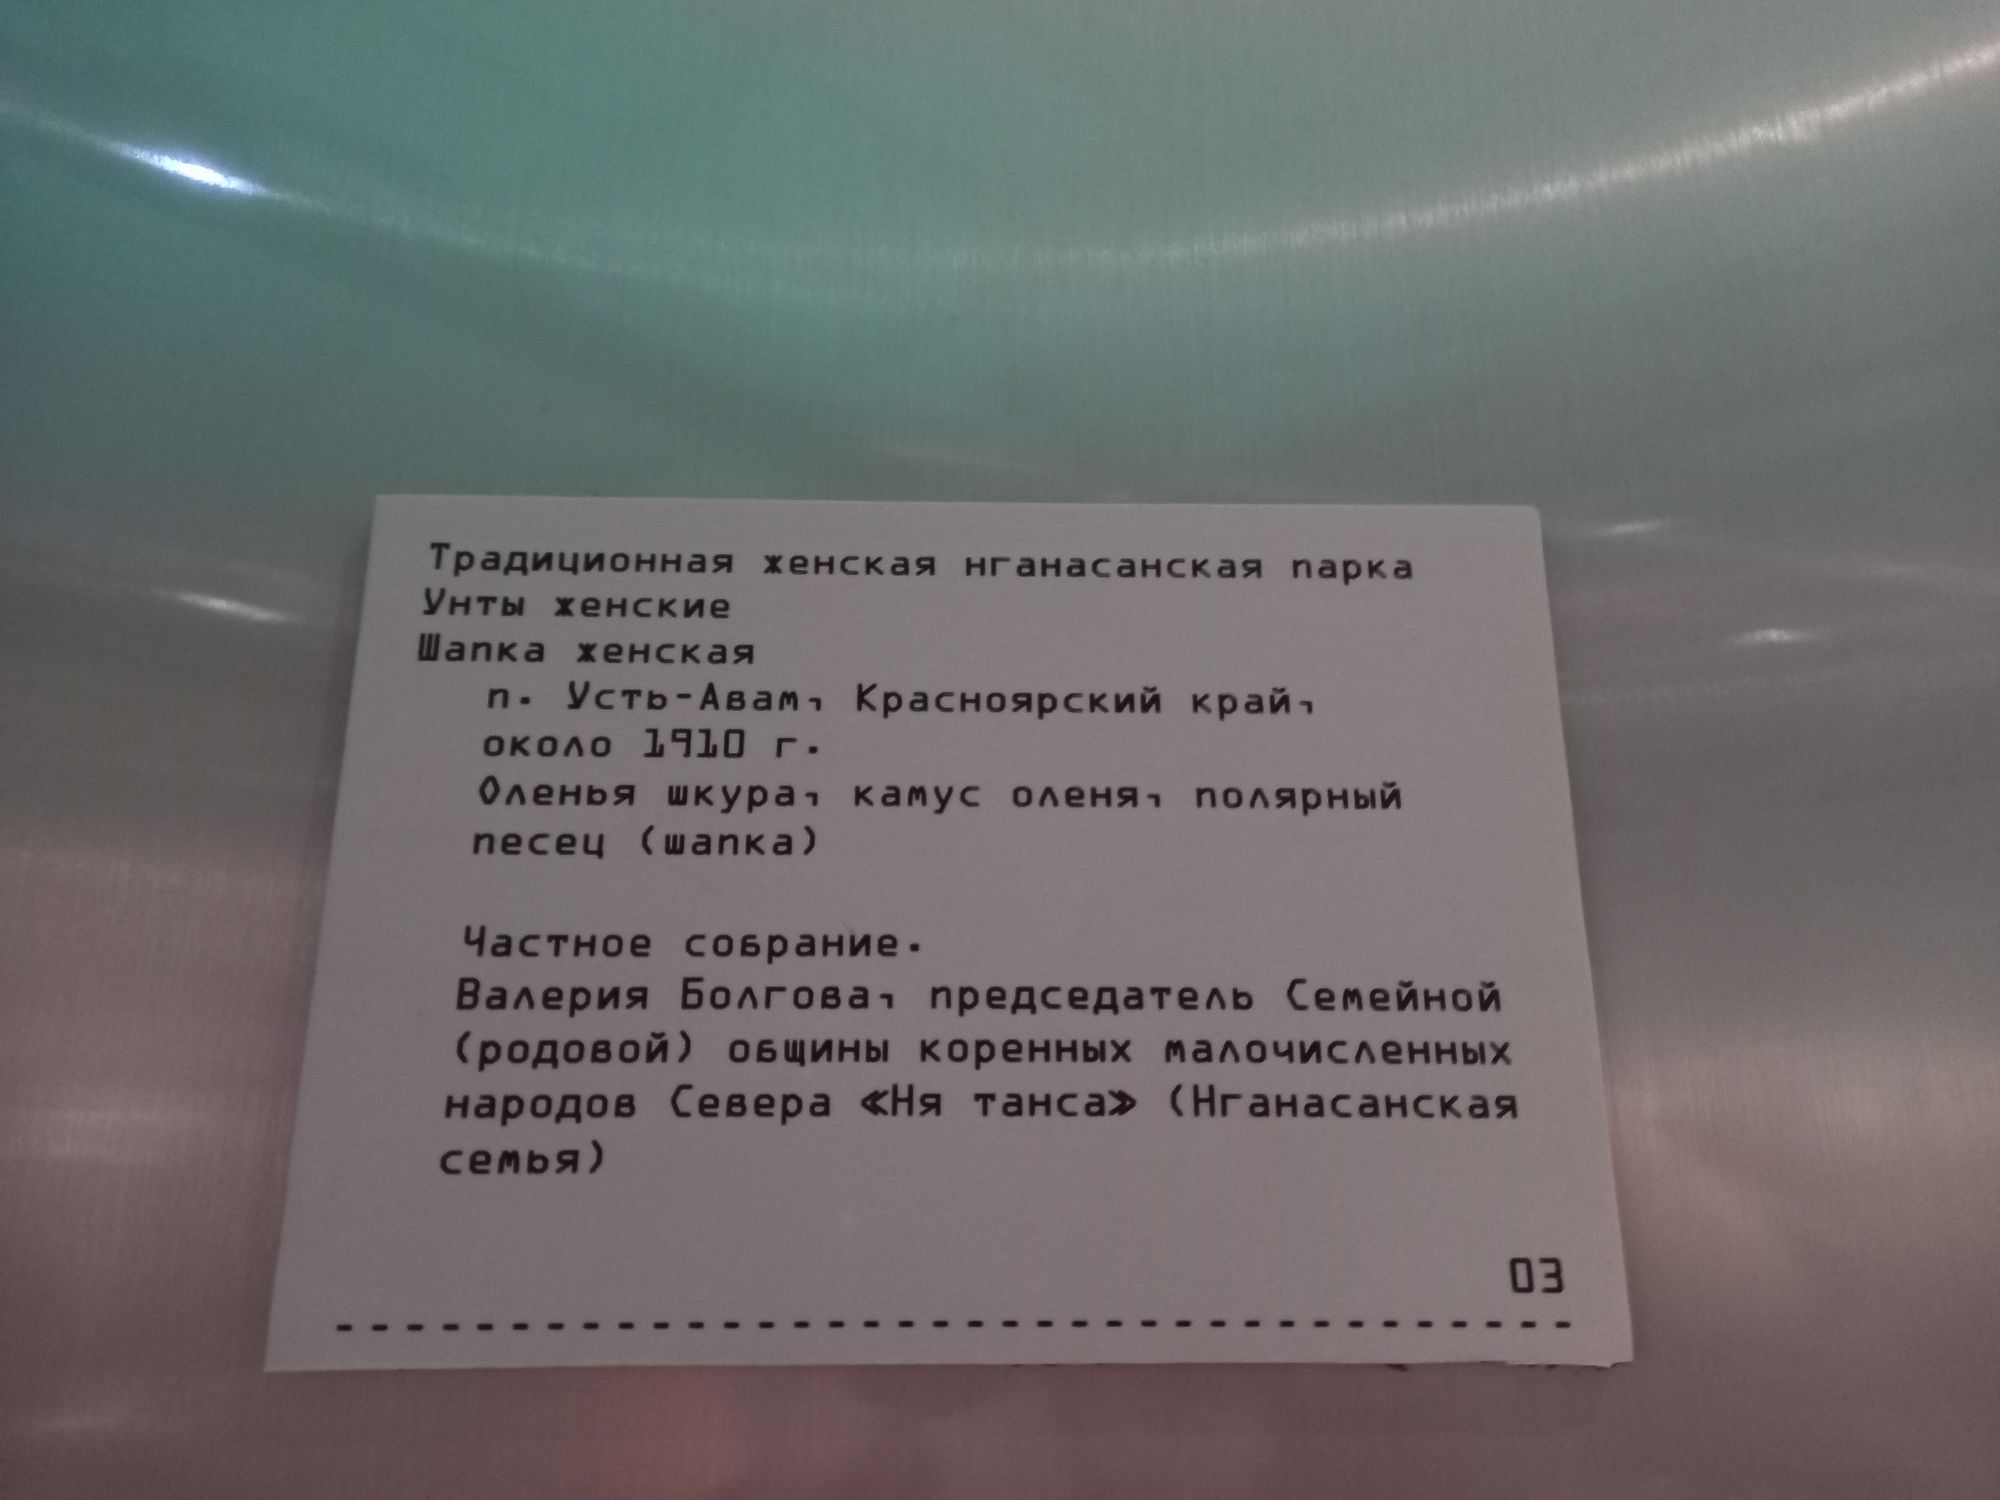 Традиционная женская нганасанская парка
Унты женские
Шапка женская
п. Усть-Авам, Красноярский край,
около 1910 г.
Оленья шкура, камус оленя, полярный
песец (шапка)
Частное собрание.
Валерия Болгова, председатель Семейной
(родовой) общины коренных малочисленных
народов Севера «Ня танса» (Нганасанская
семья)
03